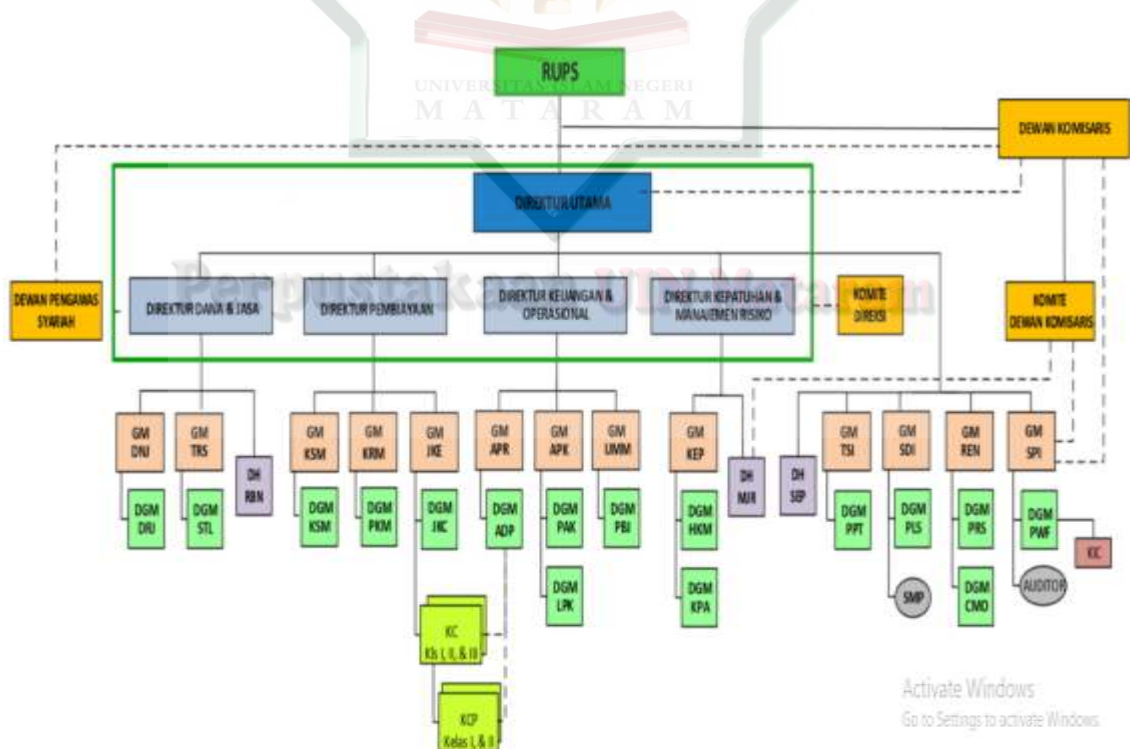 RUPS
UNIVERSITAS ISLAM NEGERI
MATARAM
DEWAN KOMISARIS
DIREKTUR UTAMA
Perpustakaan UIN Mataram
DEWAN PENGAWAS
SYARIAH
DIREKTUR DANA & JASA
DIREKTUR PEMBIAYAAN
DIREKTUR KEUANGAN &
OPERASIONAL
DIREKTUR KEPATUHAN &
MANAJEMEN RISIKO
KOMITE
DIREKSI
KOMITE
DEWAN KOMISARIS
GM
DNJ
GM
TRS
DH
RBN
GM
KSM
GM
KRM
GM
JKE
GM
APR
GM
APK
GM
UMM
GM
KEP
DH
MJR
DH
SEP
GM
TSI
GM
SDI
GM
REN
GM
SPI
DGM
DRJ
DGM
STL
DGM
KSM
DGM
PKM
DGM
JKC
DGM
ADP
DGM
PAK
DGM
PBJ
DGM
HKM
DGM
PPT
DGM
PLS
DGM
PRS
DGM
PWF
KIC
DGM
LPK
DGM
KPA
SMP
DGM
CMO
AUDITOR
KC
Kls I, II, & III
KCP
Kelas I, & II
Activate Windows
Go to Settings to activate Windows.